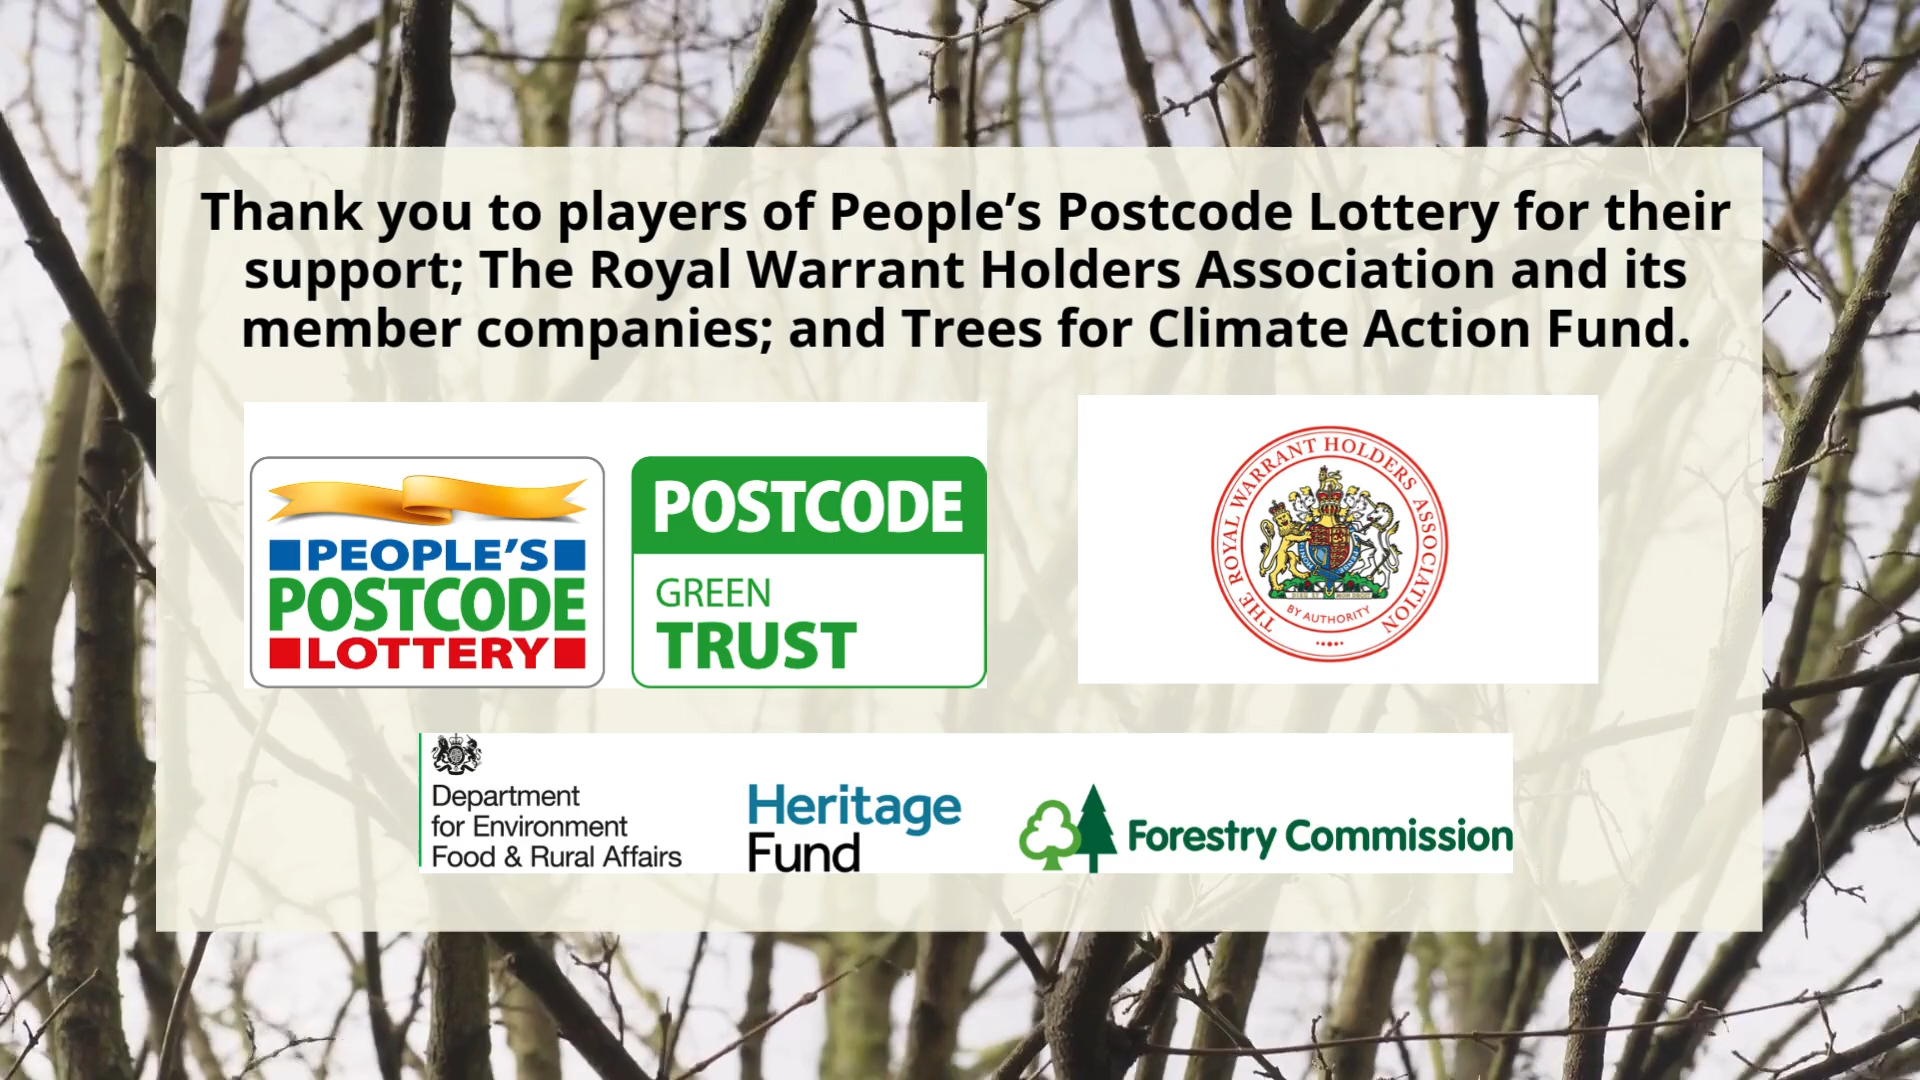 Thank you to players of People’s Postcode Lottery for their
support; The Royal Warrant Holders Association and its
member companies; and Trees for Climate Action Fund.
PEOPLE’S
POSTCODE
LOTTERY
POSTCODE
GREEN
TRUST
THE ROYAL WARRANT HOLDERS ASSOCIATION
BY AUTHORITY
Department
for Environment
Food & Rural Affairs
Heritage
Fund
Forestry Commission